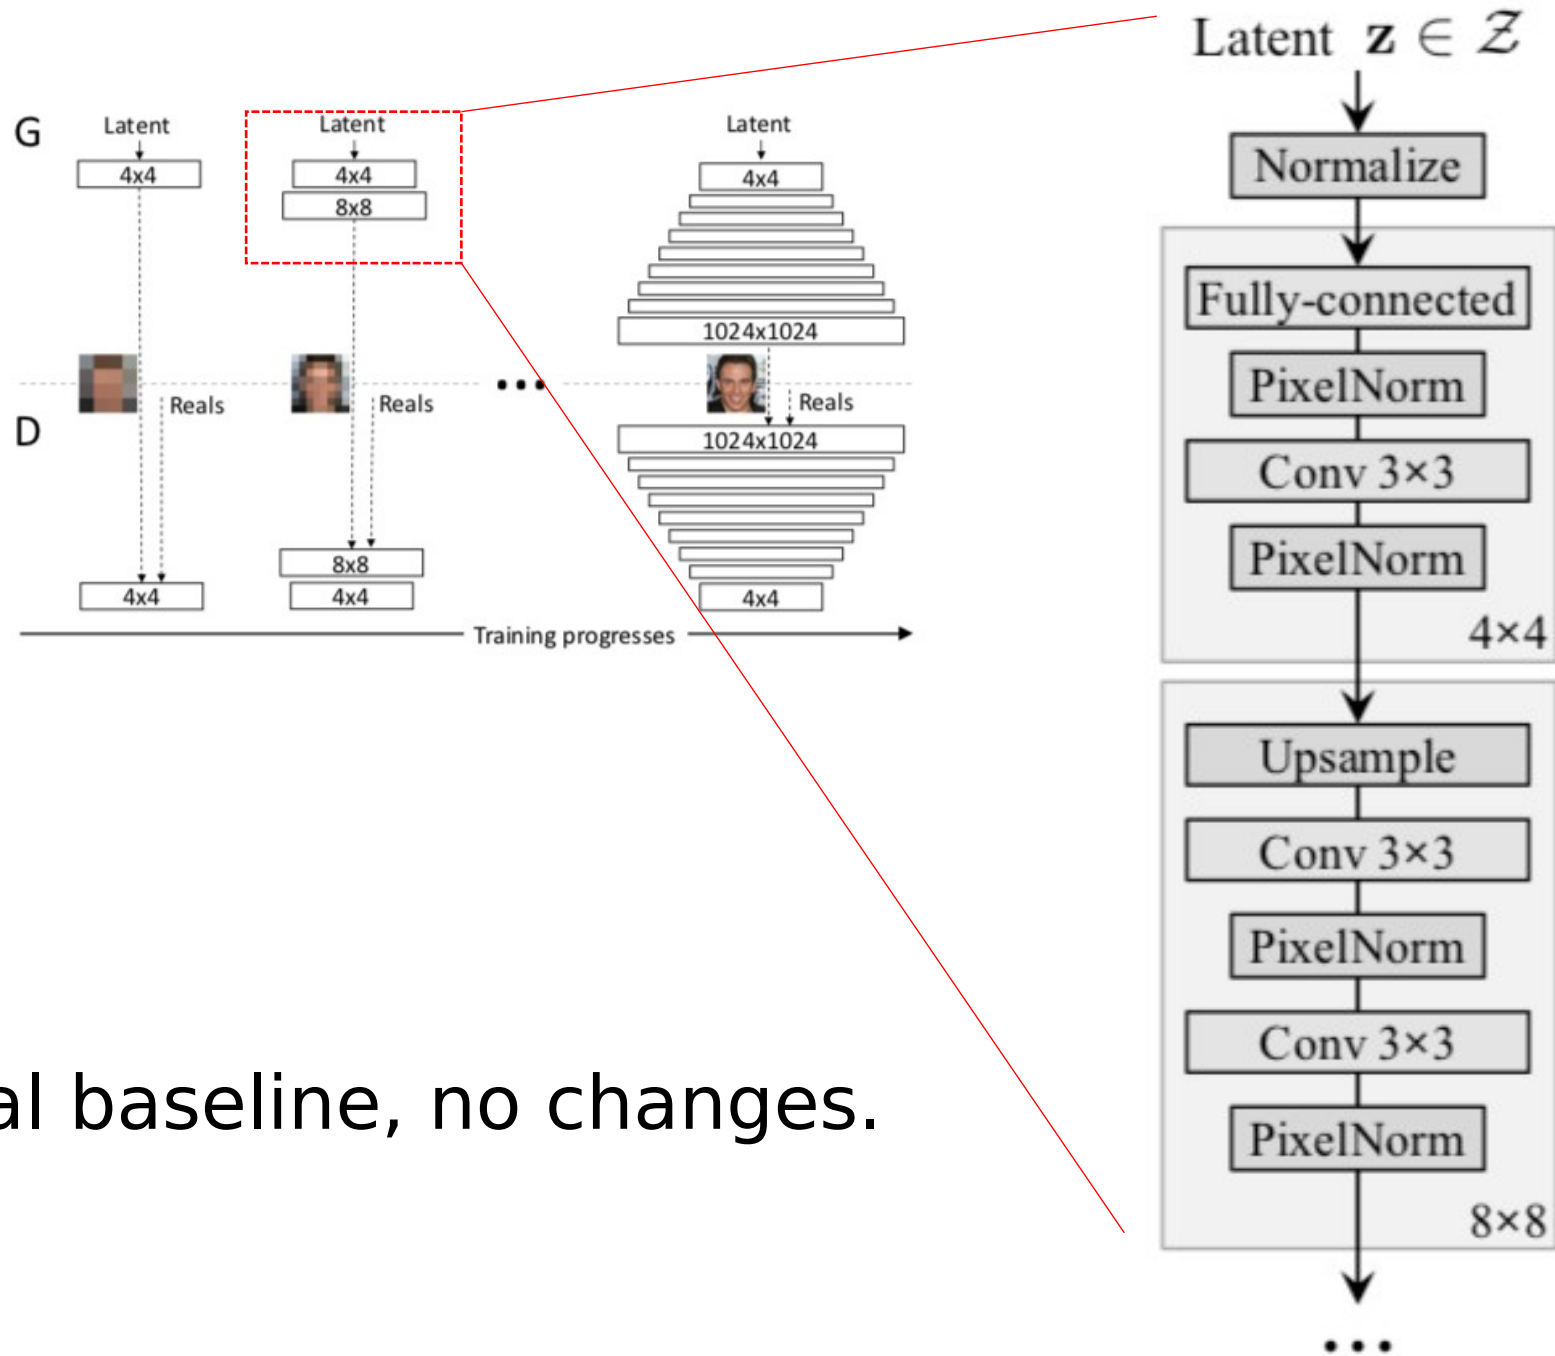 G
Latent
4x4
Latent
4x4
8x8
Latent
4x4
1024x1024
Reals
Reals
Reals
D
4x4
8x8
4x4
1024x1024
4x4
Training progresses
al baseline, no changes.
Latent z ∈ 𝒵
Normalize
Fully-connected
PixelNorm
Conv 3×3
PixelNorm
4×4
Upsample
Conv 3×3
PixelNorm
Conv 3×3
PixelNorm
8×8